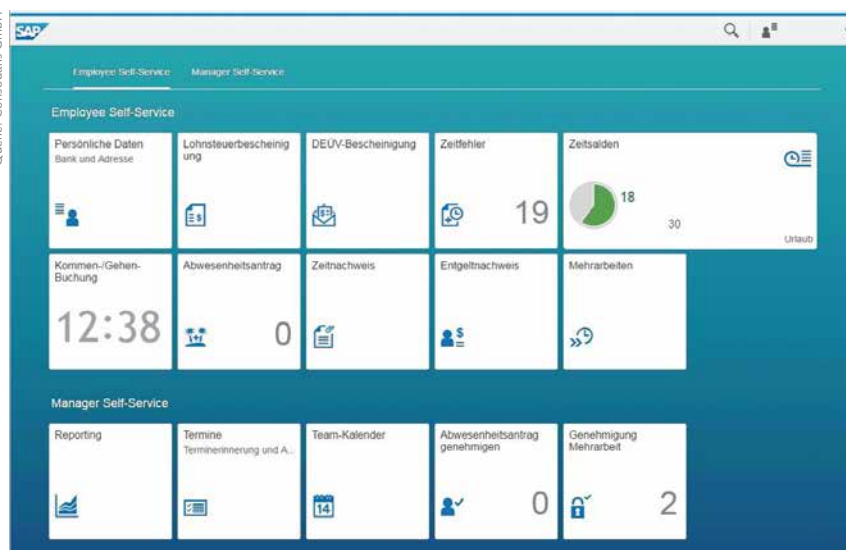 SAP
Employee Self-Service
Manager Self-Service
Employee Self-Service
Persönliche Daten
Bank und Adresse
Lohnsteuerbescheinig
ung
DEÜV-Bescheinigung
Zeitfehler
19
Zeitsalden
18
30
Urlaub
Kommen-/Gehen-
Buchung
12:38
Abwesenheitsantrag
0
Zeitnachweis
Entgeltnachweis
Mehrarbeiten
Manager Self-Service
Reporting
Termine
Terminerinnerung und A...
Team-Kalender
14
Abwesenheitsantrag
genehmigen
0
Genehmigung
Mehrarbeit
2